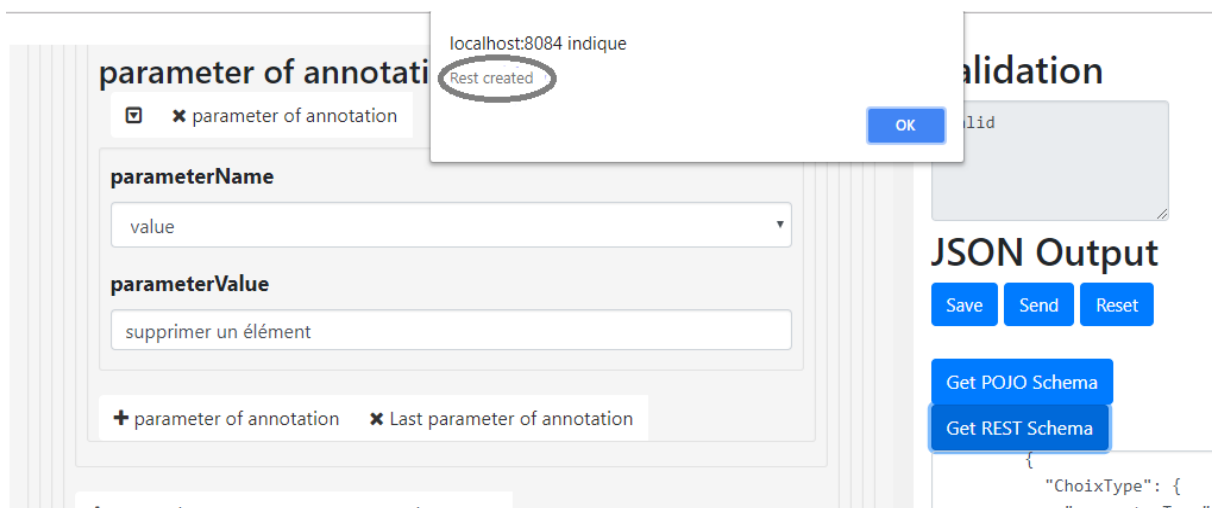 localhost:8084 indique
Rest created
OK
parameter of annotati
alidation
✖ parameter of annotation
lid
parameterName
value
JSON Output
parameterValue
Save Send Reset
supprimer un élément
Get POJO Schema
+ parameter of annotation ✖ Last parameter of annotation
Get REST Schema
{
"ChoixType": {